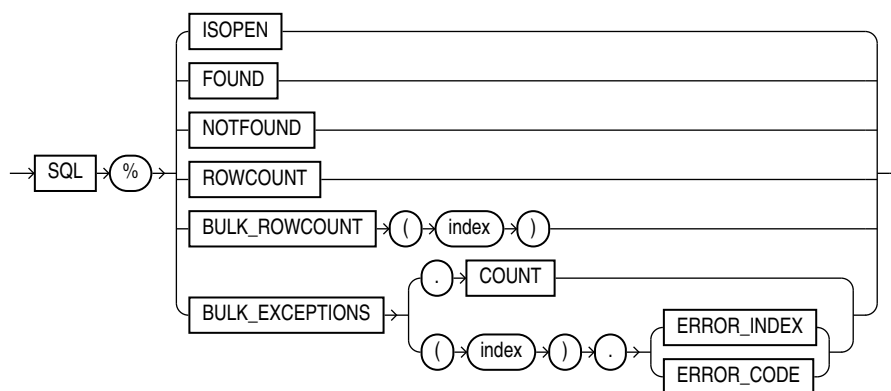 ISOPEN
FOUND
NOTFOUND
SQL % ROWCOUNT
BULK_ROWCOUNT ( index )
. COUNT
BULK_EXCEPTIONS
ERROR_INDEX
( index ) .
ERROR_CODE